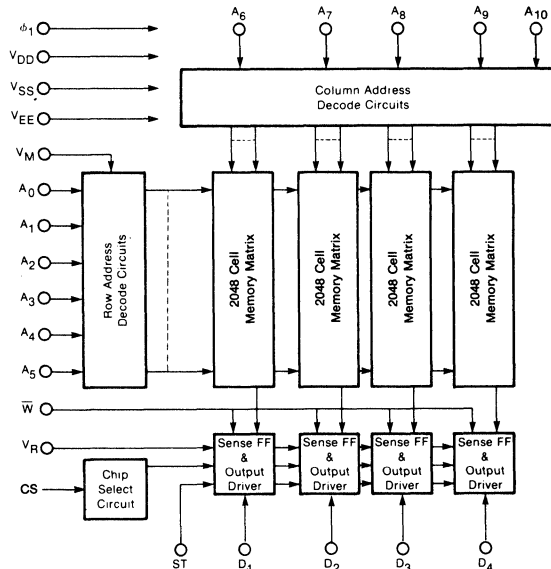 ϕ1
A6 A7 A8 A9 A10
VDD
VSS
VEE
Column Address
Decode Circuits
VM
A0
A1
A2
A3
A4
A5
Row Address
Decode Circuits
2048 Cell
Memory Matrix
2048 Cell
Memory Matrix
2048 Cell
Memory Matrix
2048 Cell
Memory Matrix
W̅
VR
CS
Chip
Select
Circuit
Sense FF
&
Output
Driver
Sense FF
&
Output
Driver
Sense FF
&
Output
Driver
Sense FF
&
Output
Driver
ST D1 D2 D3 D4